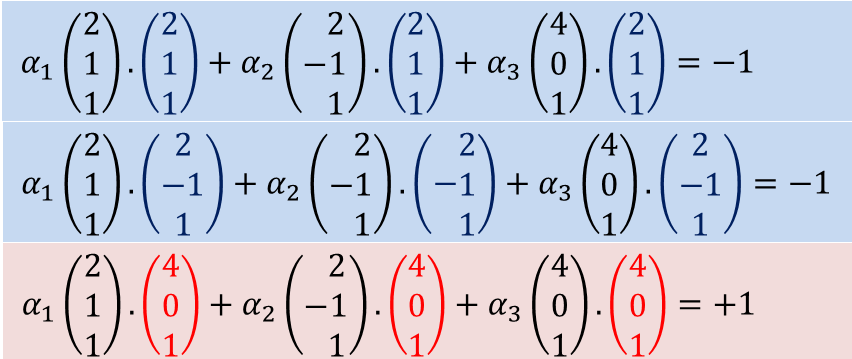 α₁(2 1 1).(2 1 1) + α₂(2 −1 1).(2 1 1) + α₃(4 0 1).(2 1 1) = −1
α₁(2 1 1).(2 −1 1) + α₂(2 −1 1).(2 −1 1) + α₃(4 0 1).(2 −1 1) = −1
α₁(2 1 1).(4 0 1) + α₂(2 −1 1).(4 0 1) + α₃(4 0 1).(4 0 1) = +1